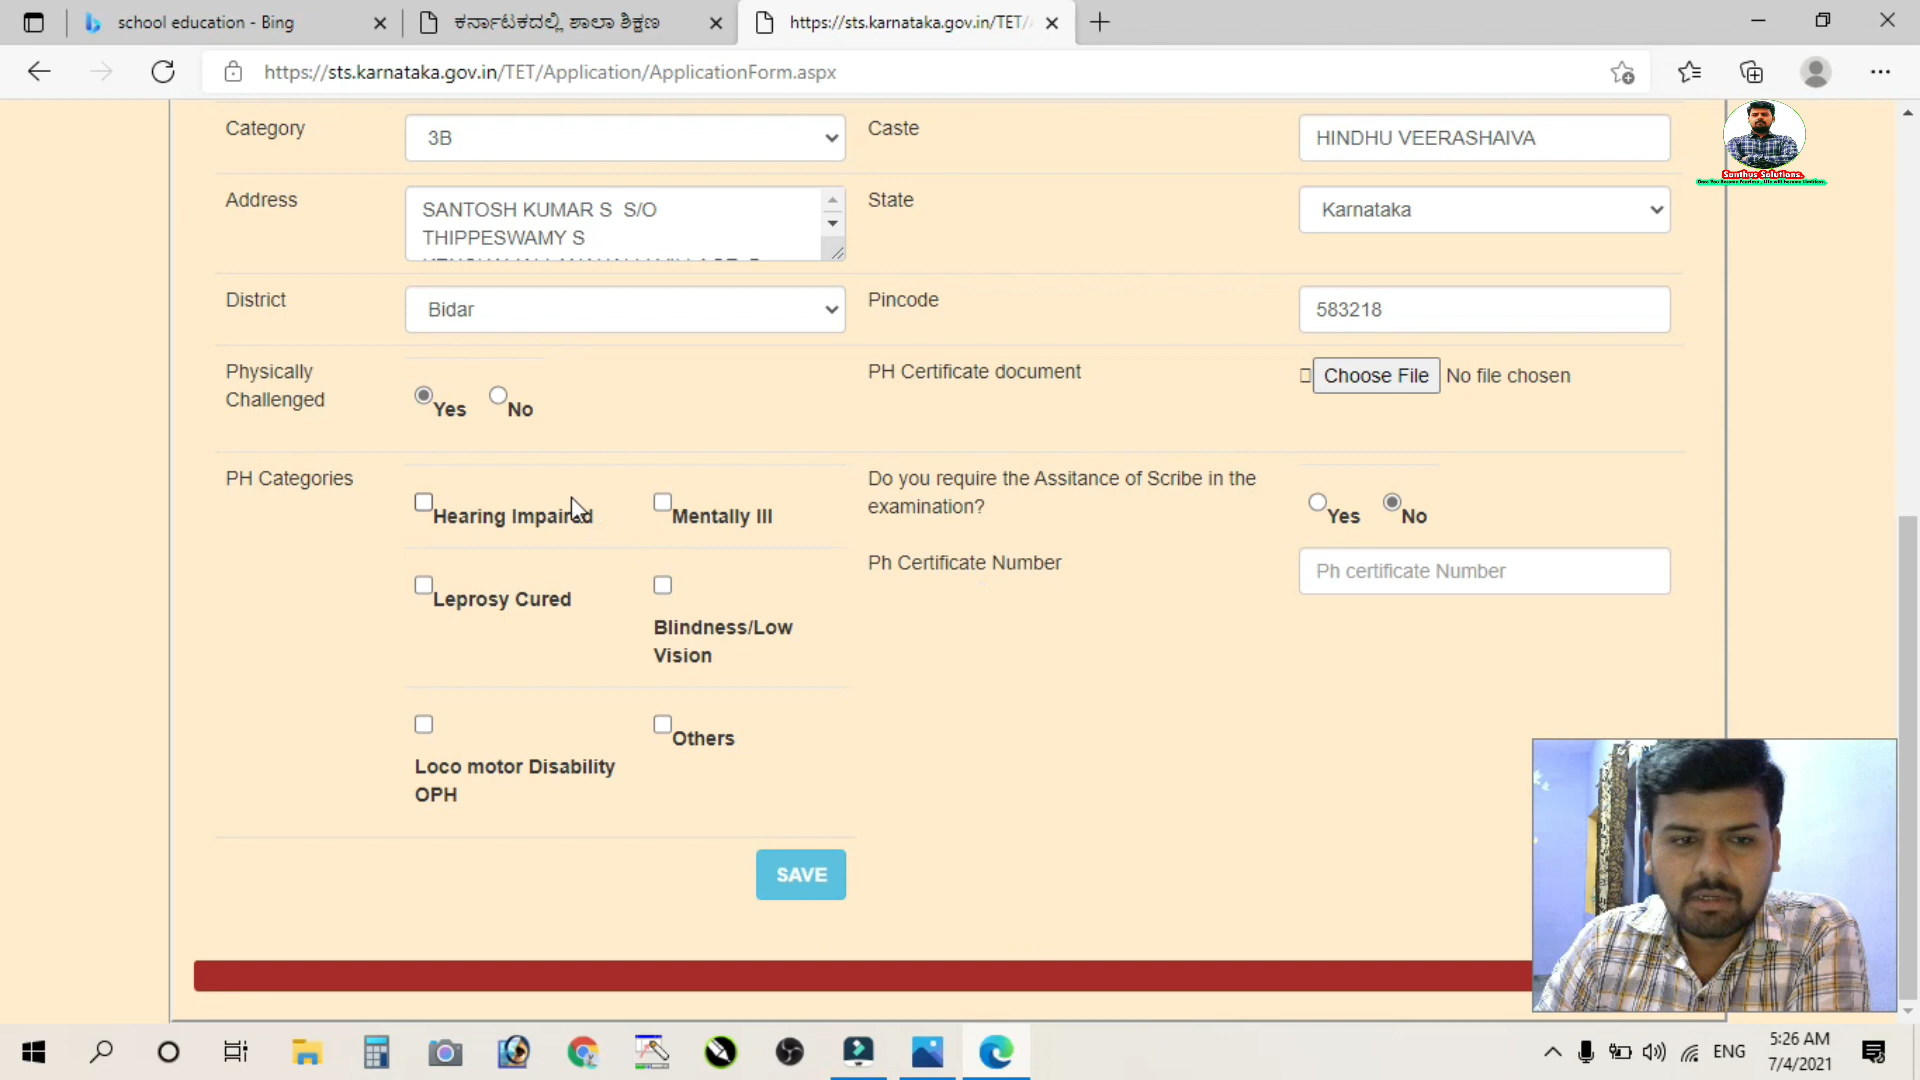 school education - Bing
ಕರ್ನಾಟಕದಲ್ಲಿ ಶಾಲಾ ಶಿಕ್ಷಣ
https://sts.karnataka.gov.in/TET/
https://sts.karnataka.gov.in/TET/Application/ApplicationForm.aspx
Category
3B
Caste
HINDHU VEERASHAIVA
Santhus Solutions.
Address
SANTOSH KUMAR S S/O
THIPPESWAMY S
State
Karnataka
District
Bidar
Pincode
583218
Physically
Challenged
Yes
No
PH Certificate document
Choose File
No file chosen
PH Categories
Hearing Impaired
Mentally Ill
Do you require the Assitance of Scribe in the
examination?
Yes
No
Leprosy Cured
Blindness/Low
Vision
Ph Certificate Number
Ph certificate Number
Loco motor Disability
OPH
Others
SAVE
ENG
5:26 AM
7/4/2021